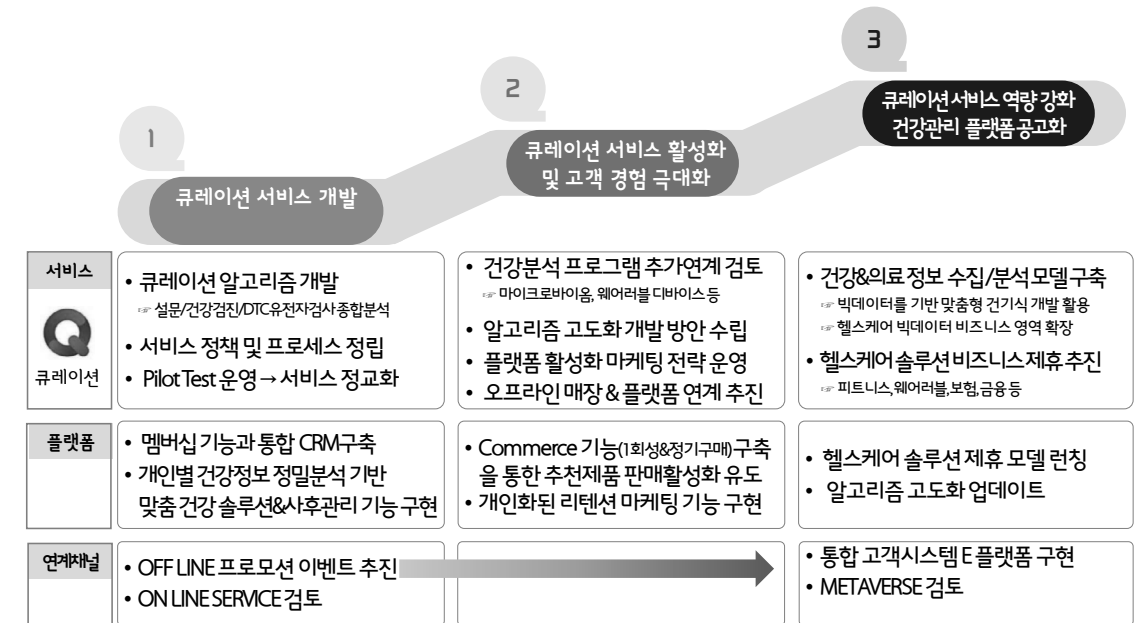 1
큐레이션 서비스 개발
2
큐레이션 서비스 활성화
및 고객 경험 극대화
3
큐레이션 서비스 역량 강화
건강관리 플랫폼 공고화
서비스
Q
큐레이션
• 큐레이션 알고리즘 개발
☞ 설문/건강검진/DTC유전자검사 종합분석
• 서비스 정책 및 프로세스 정립
• Pilot Test 운영 → 서비스 정교화
• 건강분석 프로그램 추가연계 검토
☞ 마이크로바이옴, 웨어러블 디바이스 등
• 알고리즘 고도화 개발 방안 수립
• 플랫폼 활성화 마케팅 전략 운영
• 오프라인 매장 & 플랫폼 연계 추진
• 건강&의료 정보 수집/분석 모델 구축
☞ 빅데이터를 기반 맞춤형 건기식 개발 활용
☞ 헬스케어 빅데이터 비즈니스 영역 확장
• 헬스케어 솔루션 비즈니스 제휴 추진
☞ 피트니스,웨어러블,보험,금융 등
플랫폼
• 멤버십 기능과 통합 CRM구축
• 개인별 건강정보 정밀분석 기반
맞춤 건강 솔루션&사후관리 기능 구현
• Commerce 기능(1회성&정기구매)구축
을 통한 추천제품 판매활성화 유도
• 개인화된 리텐션 마케팅 기능 구현
• 헬스케어 솔루션 제휴 모델 런칭
• 알고리즘 고도화 업데이트
연계채널
• OFF LINE 프로모션 이벤트 추진
• ON LINE SERVICE 검토
• 통합 고객시스템 E 플랫폼 구현
• METAVERSE 검토